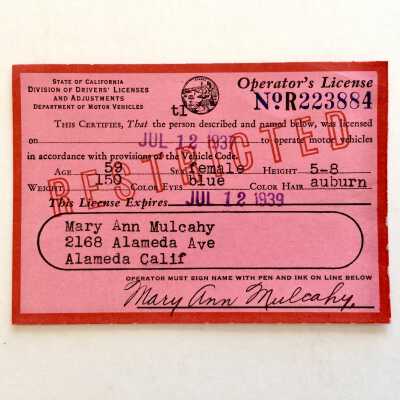 STATE OF CALIFORNIA
DIVISION OF DRIVERS' LICENSES
AND ADJUSTMENTS
DEPARTMENT OF MOTOR VEHICLES
tl
Operator's License
No. R223884
THIS CERTIFIES, That the person described and named below, was licensed
on JUL 12 1937 to operate motor vehicles
in accordance with provisions of the Vehicle Code.
RESTRICTED
AGE 59 SEX female HEIGHT 5-8
WEIGHT 150 COLOR EYES blue COLOR HAIR auburn
This License Expires JUL 12 1939
Mary Ann Mulcahy
2168 Alameda Ave
Alameda Calif
OPERATOR MUST SIGN NAME WITH PEN AND INK ON LINE BELOW
Mary Ann Mulcahy.